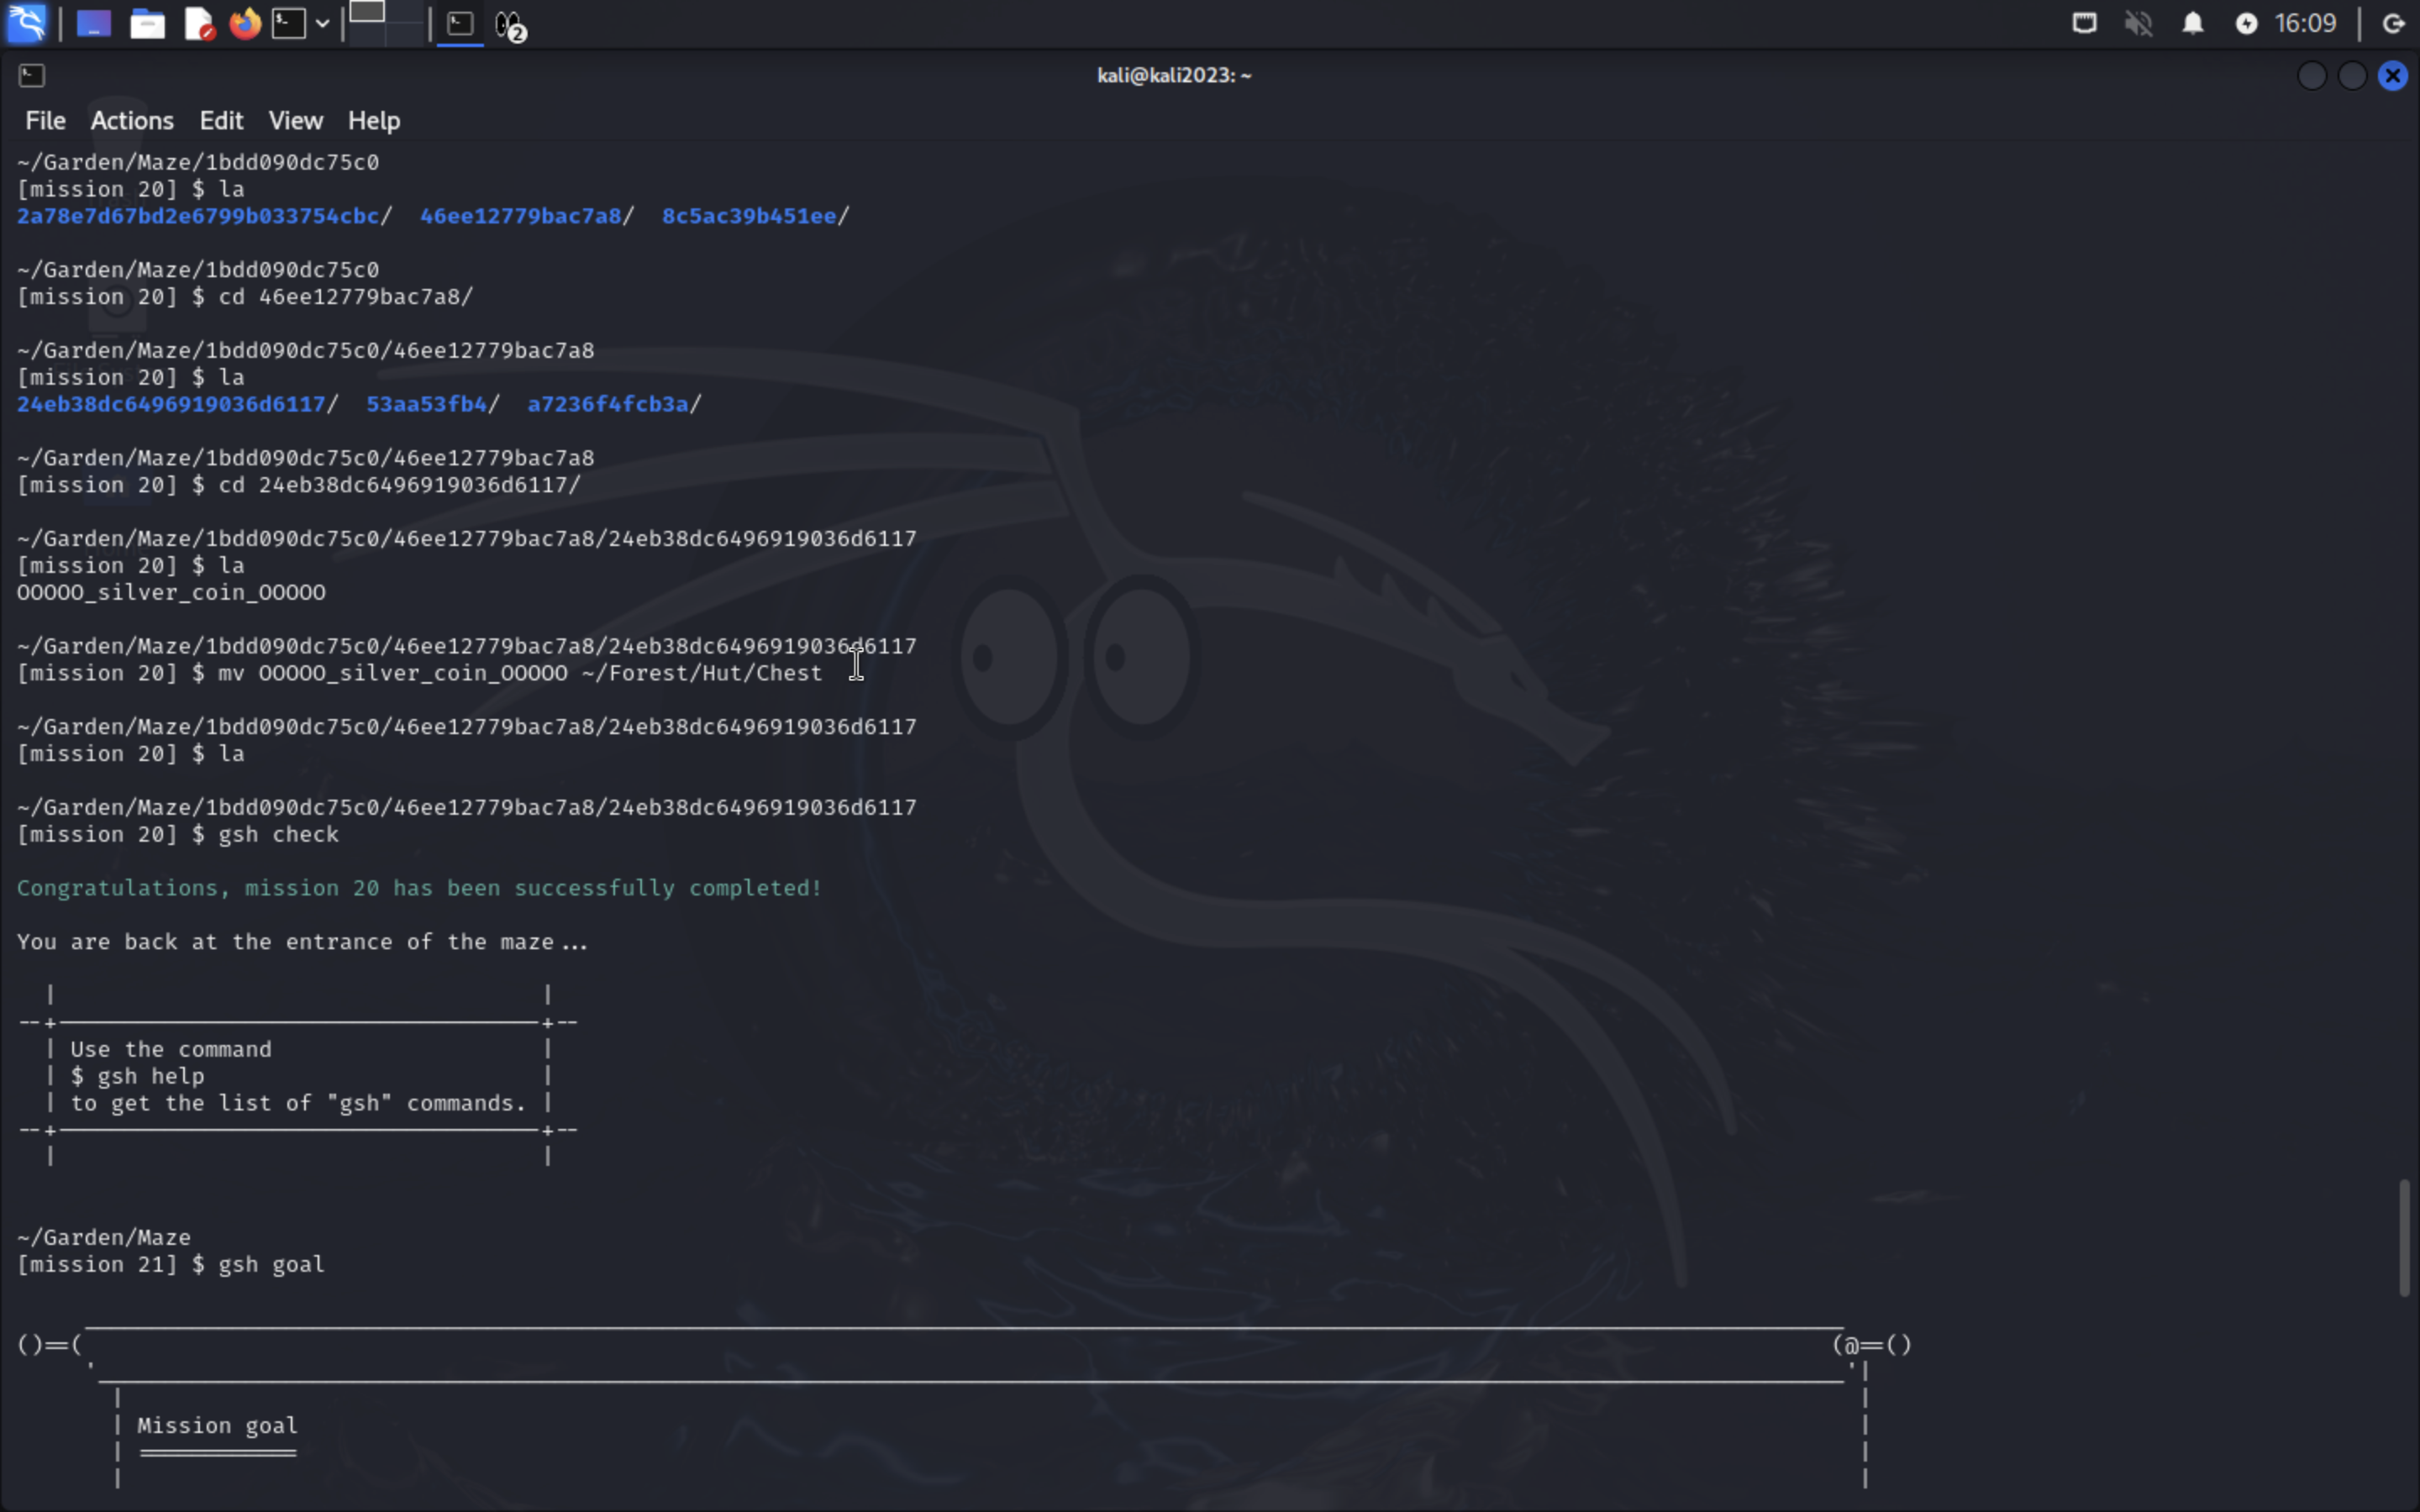 16:09
2
kali@kali2023: ~
File Actions Edit View Help
~/Garden/Maze/1bdd090dc75c0
[mission 20] $ la
2a78e7d67bd2e6799b033754cbc/  46ee12779bac7a8/  8c5ac39b451ee/
~/Garden/Maze/1bdd090dc75c0
[mission 20] $ cd 46ee12779bac7a8/
~/Garden/Maze/1bdd090dc75c0/46ee12779bac7a8
[mission 20] $ la
24eb38dc6496919036d6117/  53aa53fb4/  a7236f4fcb3a/
~/Garden/Maze/1bdd090dc75c0/46ee12779bac7a8
[mission 20] $ cd 24eb38dc6496919036d6117/
~/Garden/Maze/1bdd090dc75c0/46ee12779bac7a8/24eb38dc6496919036d6117
[mission 20] $ la
OOOOO_silver_coin_OOOOO
~/Garden/Maze/1bdd090dc75c0/46ee12779bac7a8/24eb38dc6496919036d6117
[mission 20] $ mv OOOOO_silver_coin_OOOOO ~/Forest/Hut/Chest
~/Garden/Maze/1bdd090dc75c0/46ee12779bac7a8/24eb38dc6496919036d6117
[mission 20] $ la
~/Garden/Maze/1bdd090dc75c0/46ee12779bac7a8/24eb38dc6496919036d6117
[mission 20] $ gsh check
Congratulations, mission 20 has been successfully completed!
You are back at the entrance of the maze...
Use the command
$ gsh help
to get the list of "gsh" commands.
~/Garden/Maze
[mission 21] $ gsh goal
Mission goal